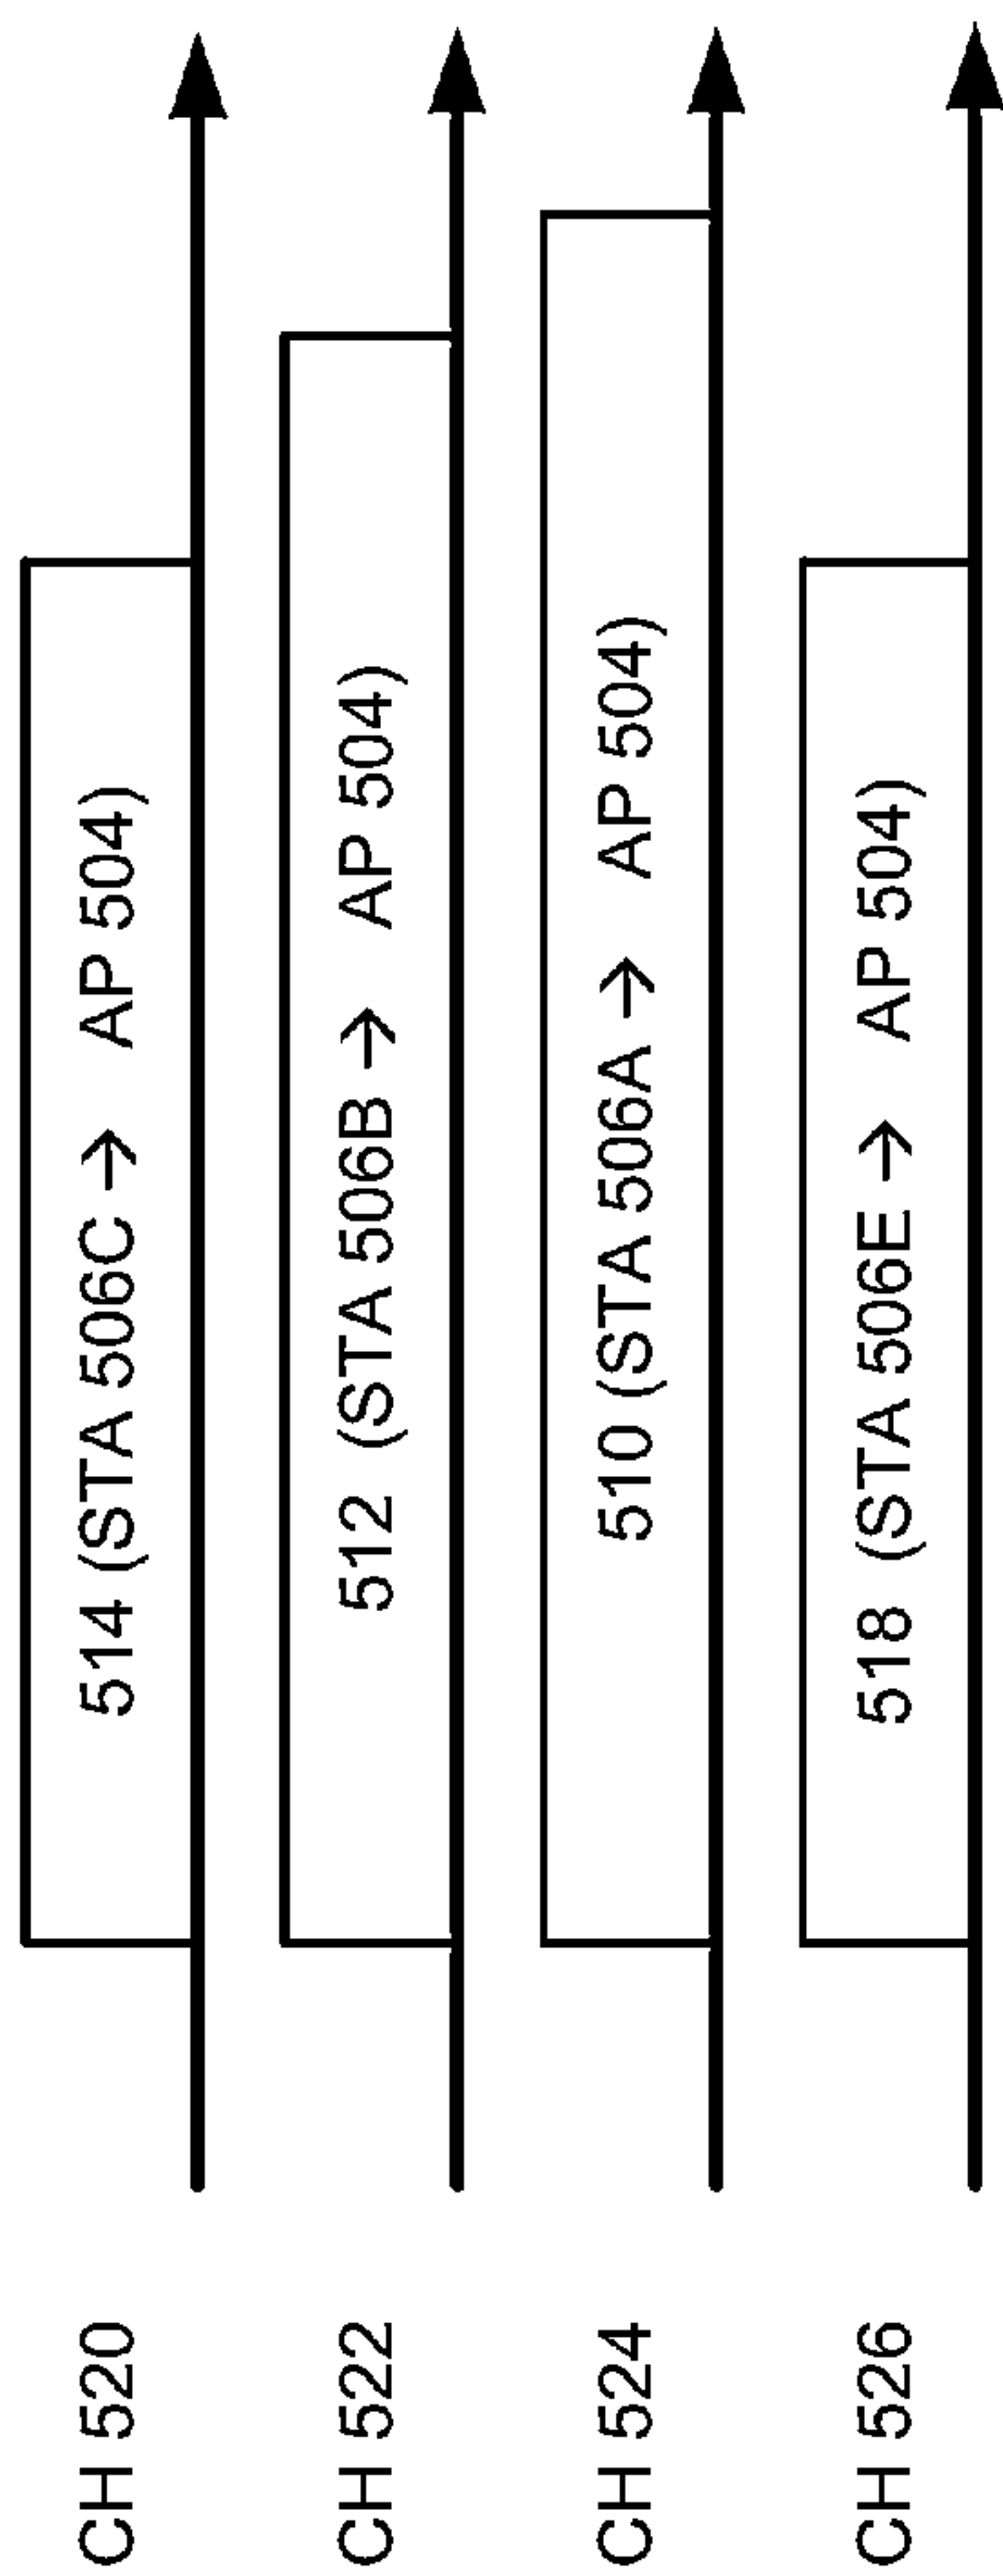 CH 520
514 (STA 506C → AP 504)
CH 522
512 (STA 506B → AP 504)
CH 524
510 (STA 506A → AP 504)
CH 526
518 (STA 506E → AP 504)